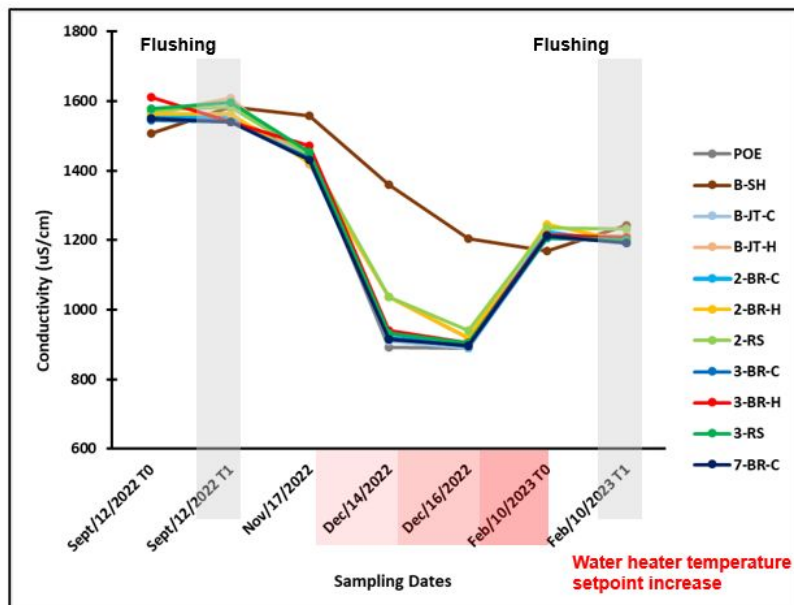 Flushing
Flushing
1800
1600
1400
1200
1000
800
600
Conductivity (uS/cm)
Sept/12/2022 T0
Sept/12/2022 T1
Nov/17/2022
Dec/14/2022
Dec/16/2022
Feb/10/2023 T0
Feb/10/2023 T1
Sampling Dates
POE
B-SH
B-JT-C
B-JT-H
2-BR-C
2-BR-H
2-RS
3-BR-C
3-BR-H
3-RS
7-BR-C
Water heater temperature
setpoint increase